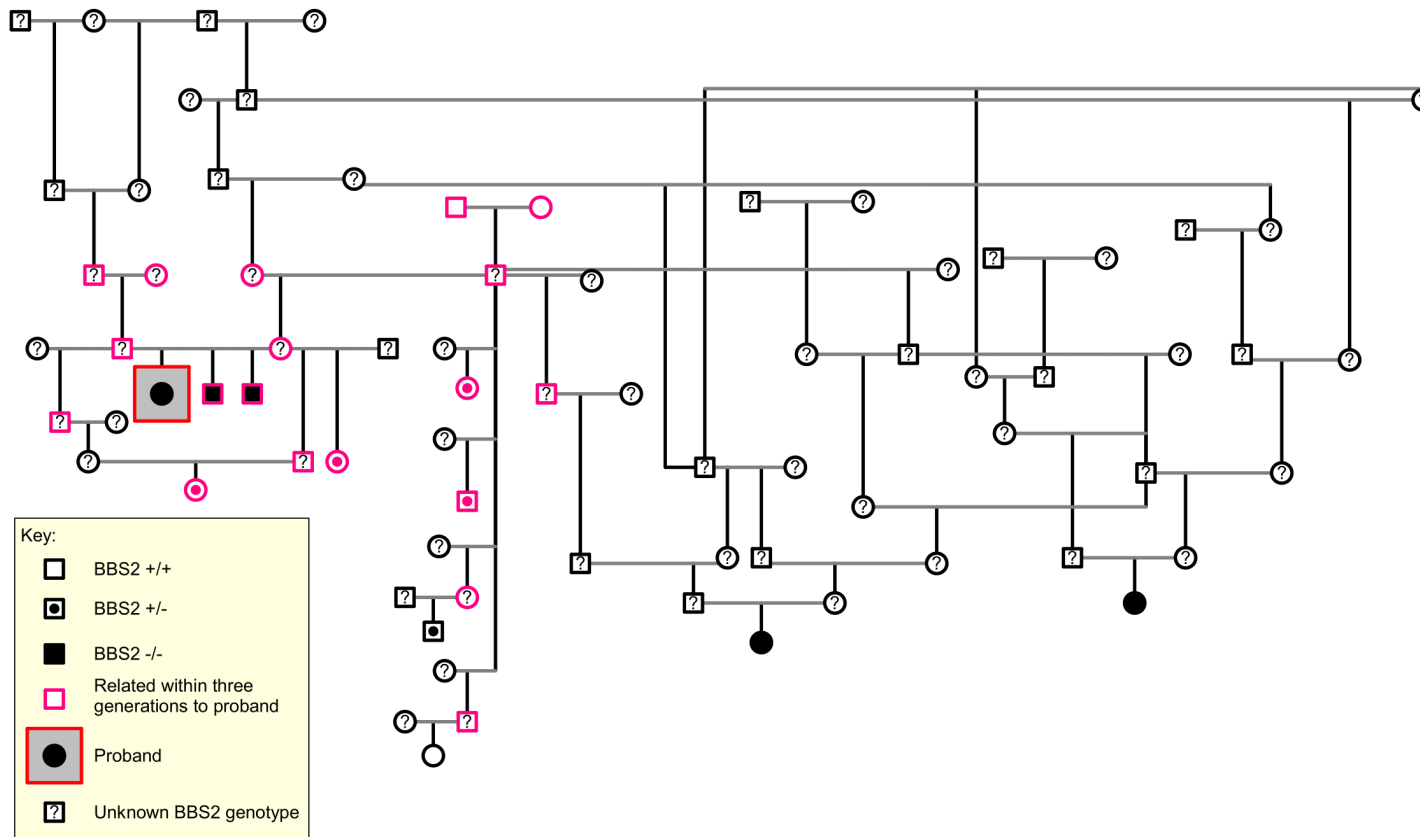 ? ? ? ?
? ? ?
? ?
? ?
? ?
?
?
? ?
? ? ? ? ?
?
? ? ? ? ? ? ? ?
? ?
? ?
? ? ?
? ?
?
? ?
? ?
? ?
?
? ? ? ? ? ?
? ?
? ?
?
? ?
Key:
BBS2 +/+
BBS2 +/-
BBS2 -/-
Related within three
generations to proband
Proband
? Unknown BBS2 genotype